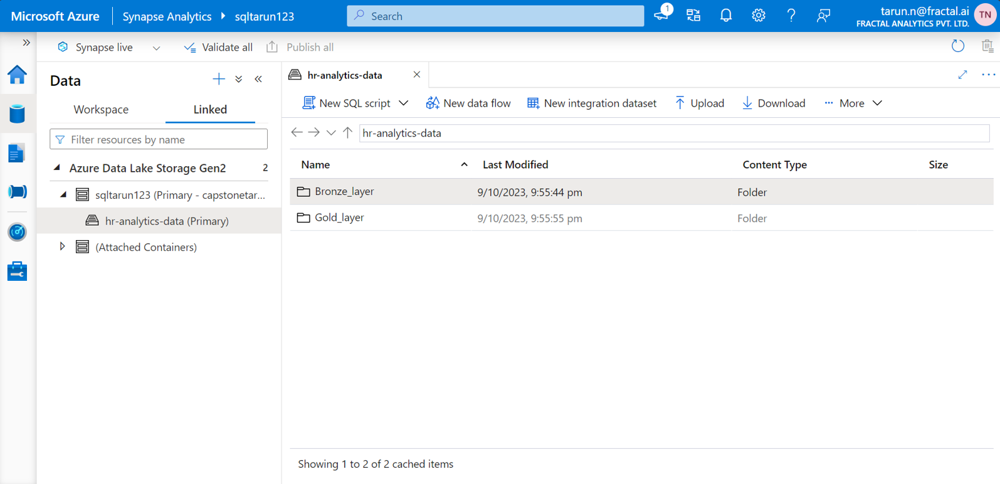 Microsoft Azure | Synapse Analytics sqltarun123 Search 1 tarun.n@fractal.ai TN
FRACTAL ANALYTICS PVT. LTD.
Synapse live Validate all Publish all
Data
hr-analytics-data
Workspace Linked
New SQL script New data flow New integration dataset Upload Download ... More
Filter resources by name
hr-analytics-data
Azure Data Lake Storage Gen2 2
Name Last Modified Content Type Size
sqltarun123 (Primary - capstonetar...
Bronze_layer 9/10/2023, 9:55:44 pm Folder
hr-analytics-data (Primary)
Gold_layer 9/10/2023, 9:55:55 pm Folder
(Attached Containers)
Showing 1 to 2 of 2 cached items